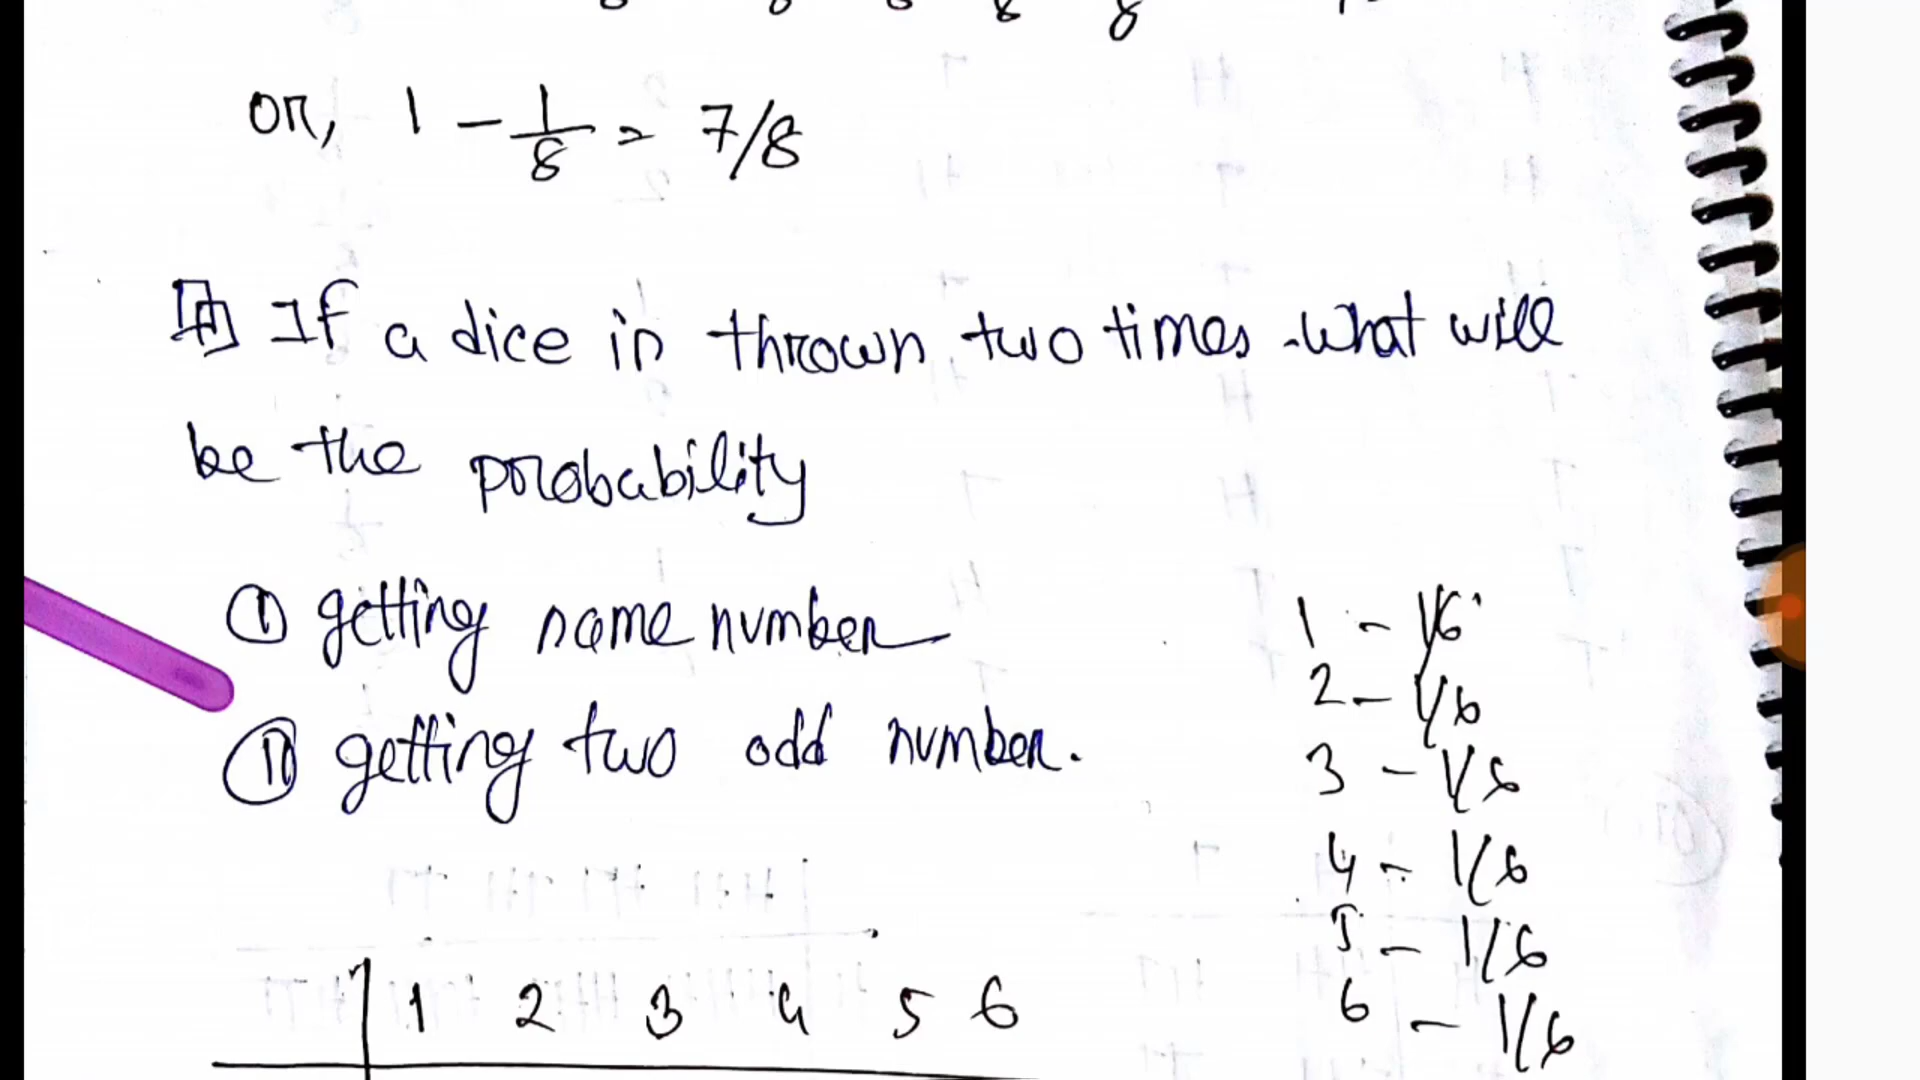 or, 1 - 1/8 = 7/8
If a dice is thrown two times. what will
be the probability
(I) getting same number
(II) getting two odd number.
1 - 1/6
2 - 1/6
3 - 1/6
4 - 1/6
5 - 1/6
6 - 1/6
1 2 3 4 5 6